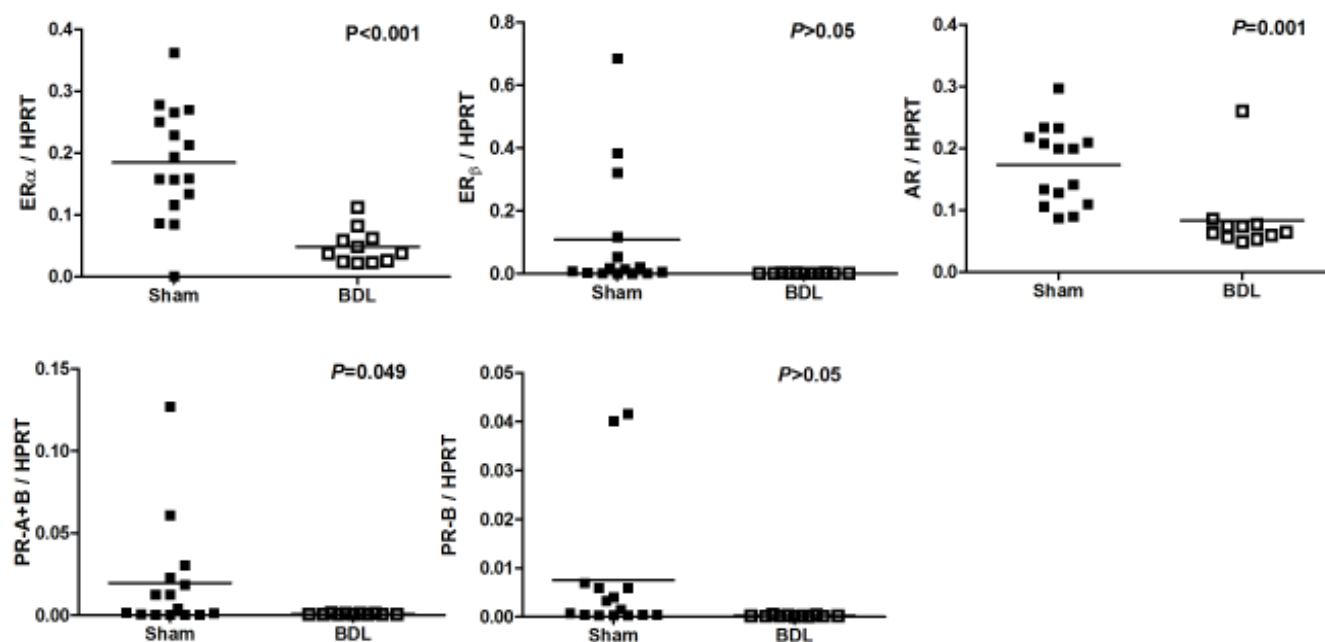 P<0.001
0.4
0.3
0.2
0.1
0.0
ERα / HPRT
Sham
BDL
P>0.05
0.8
0.6
0.4
0.2
0.0
ERβ / HPRT
Sham
BDL
P=0.001
0.4
0.3
0.2
0.1
0.0
AR / HPRT
Sham
BDL
P=0.049
0.15
0.10
0.05
0.00
PR-A+B / HPRT
Sham
BDL
P>0.05
0.05
0.04
0.03
0.02
0.01
0.00
PR-B / HPRT
Sham
BDL